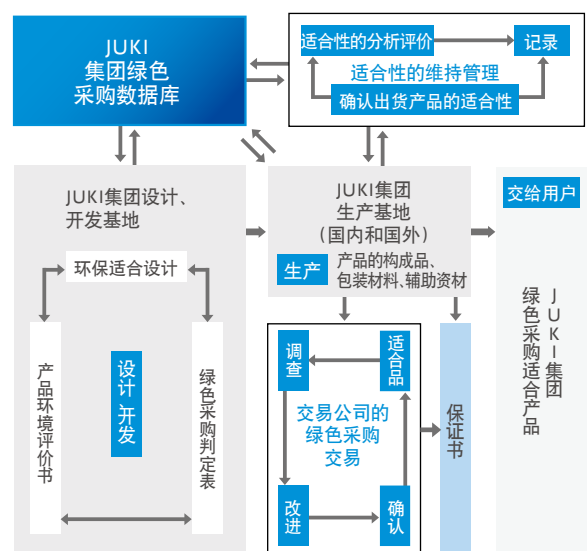 JUKI
集团绿色
采购数据库
适合性的分析评价
记录
适合性的维持管理
确认出货产品的适合性
JUKI集团设计、
开发基地
环保适合设计
产品环境评价书
设计、开发
绿色采购判定表
JUKI集团
生产基地
(国内和国外)
生产
产品的构成品、
包装材料、辅助资材
调查
适合品
交易公司的
绿色采购
交易
改进
确认
保证书
交给用户
JUKI集团
绿色采购适合产品